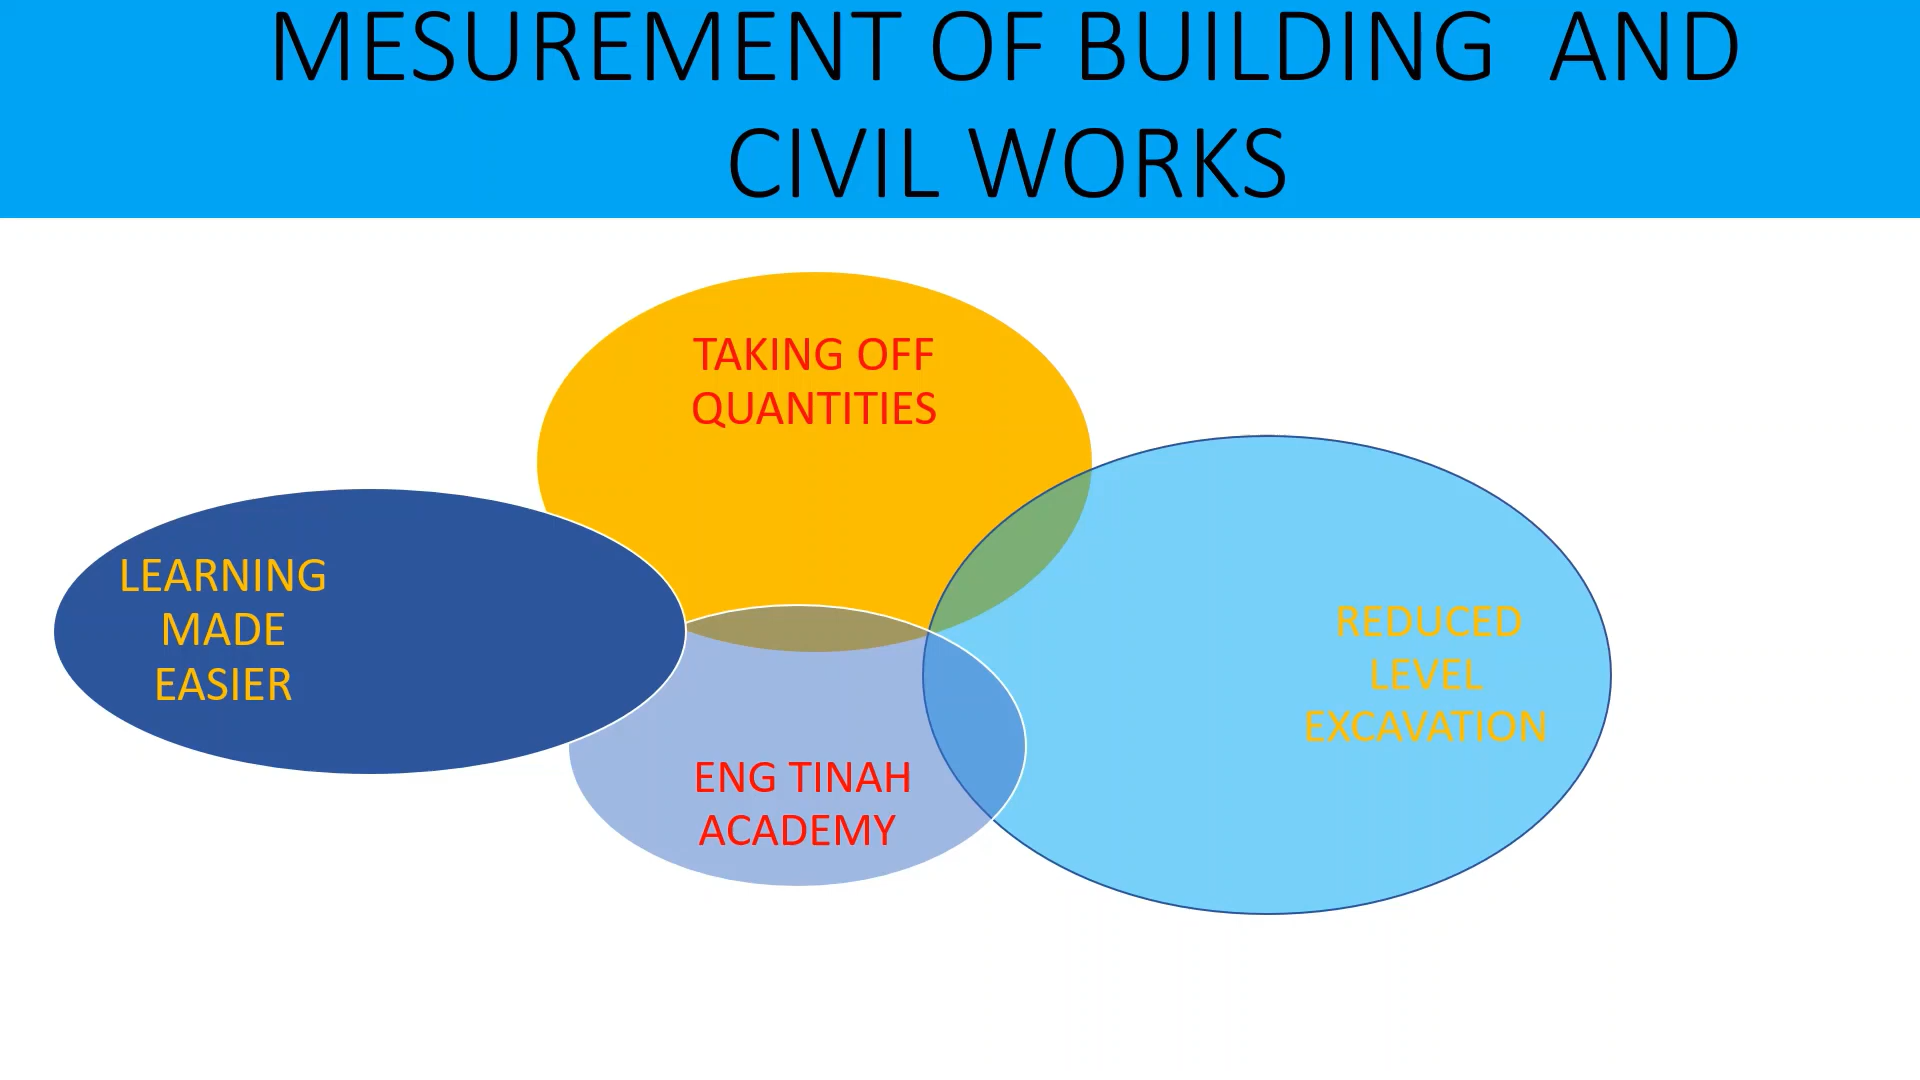 MESUREMENT OF BUILDING  AND
CIVIL WORKS
TAKING OFF
QUANTITIES
LEARNING
MADE
EASIER
REDUCED
LEVEL
EXCAVATION
ENG TINAH
ACADEMY